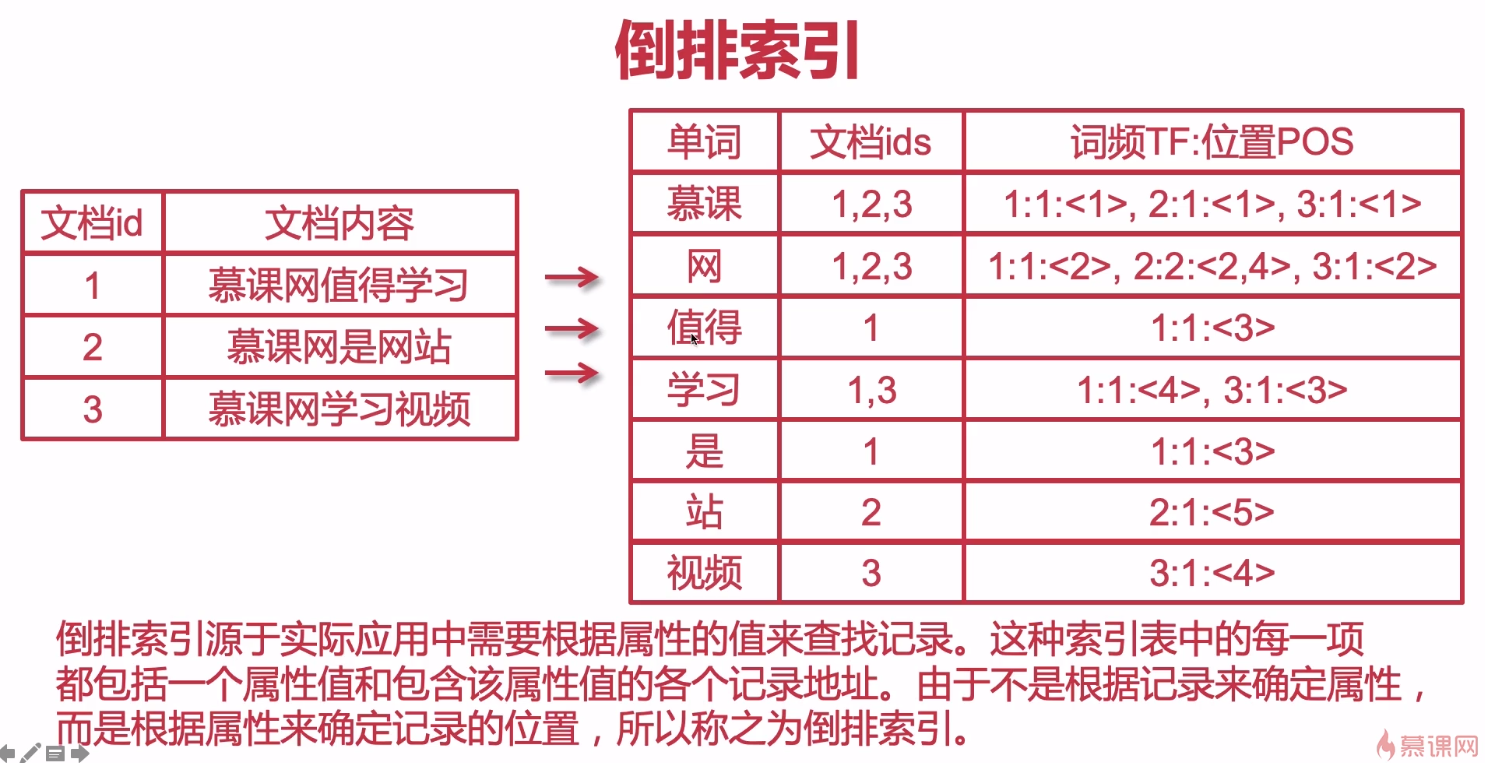 倒排索引
文档id 文档内容
1 慕课网值得学习
2 慕课网是网站
3 慕课网学习视频
单词 文档ids 词频TF:位置POS
慕课 1,2,3 1:1:<1>, 2:1:<1>, 3:1:<1>
网 1,2,3 1:1:<2>, 2:2:<2,4>, 3:1:<2>
值得 1 1:1:<3>
学习 1,3 1:1:<4>, 3:1:<3>
是 1 1:1:<3>
站 2 2:1:<5>
视频 3 3:1:<4>
倒排索引源于实际应用中需要根据属性的值来查找记录。这种索引表中的每一项
都包括一个属性值和包含该属性值的各个记录地址。由于不是根据记录来确定属性，
而是根据属性来确定记录的位置，所以称之为倒排索引。
慕课网